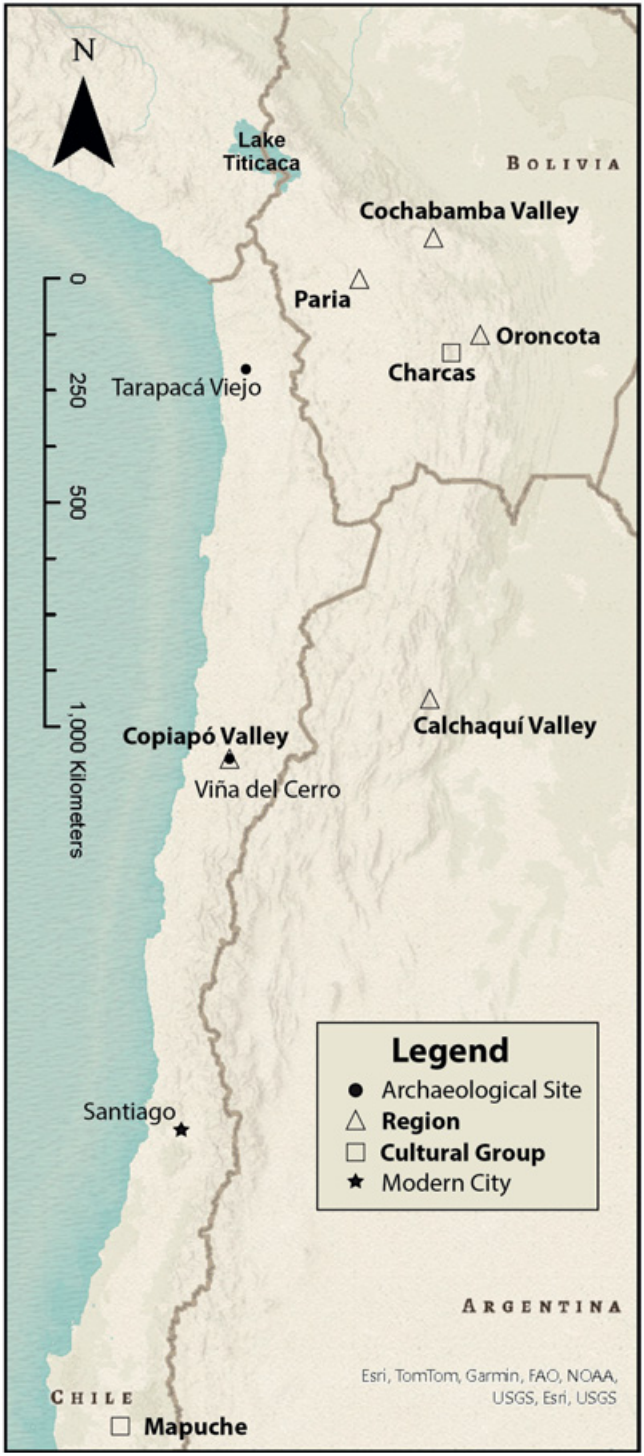 N
Lake
Titicaca
BOLIVIA
Cochabamba Valley
0
Paria
Oroncota
Charcas
Tarapacá Viejo
250
500
1,000 Kilometers
Calchaquí Valley
Copiapó Valley
Viña del Cerro
Legend
Archaeological Site
Region
Cultural Group
Modern City
Santiago
ARGENTINA
Esri, TomTom, Garmin, FAO, NOAA,
USGS, Esri, USGS
CHILE
Mapuche